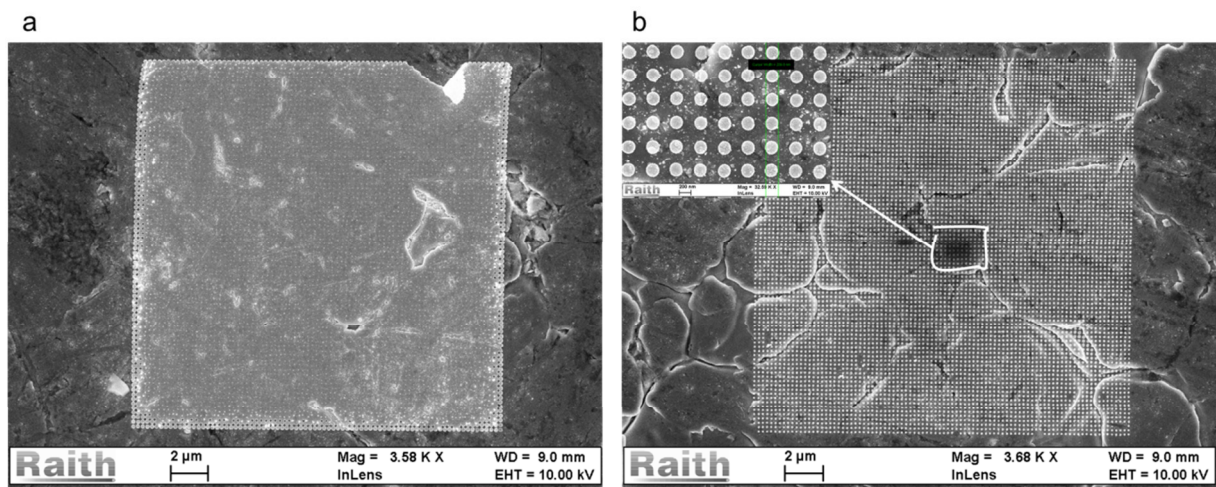 a
b
Raith
200 nm
Mag =
WD = 9.0 mm
InLens
EHT = 10.00 kV
Raith
2 µm
Mag = 3.58 K X
WD = 9.0 mm
InLens
EHT = 10.00 kV
Raith
2 µm
Mag = 3.68 K X
WD = 9.0 mm
InLens
EHT = 10.00 kV